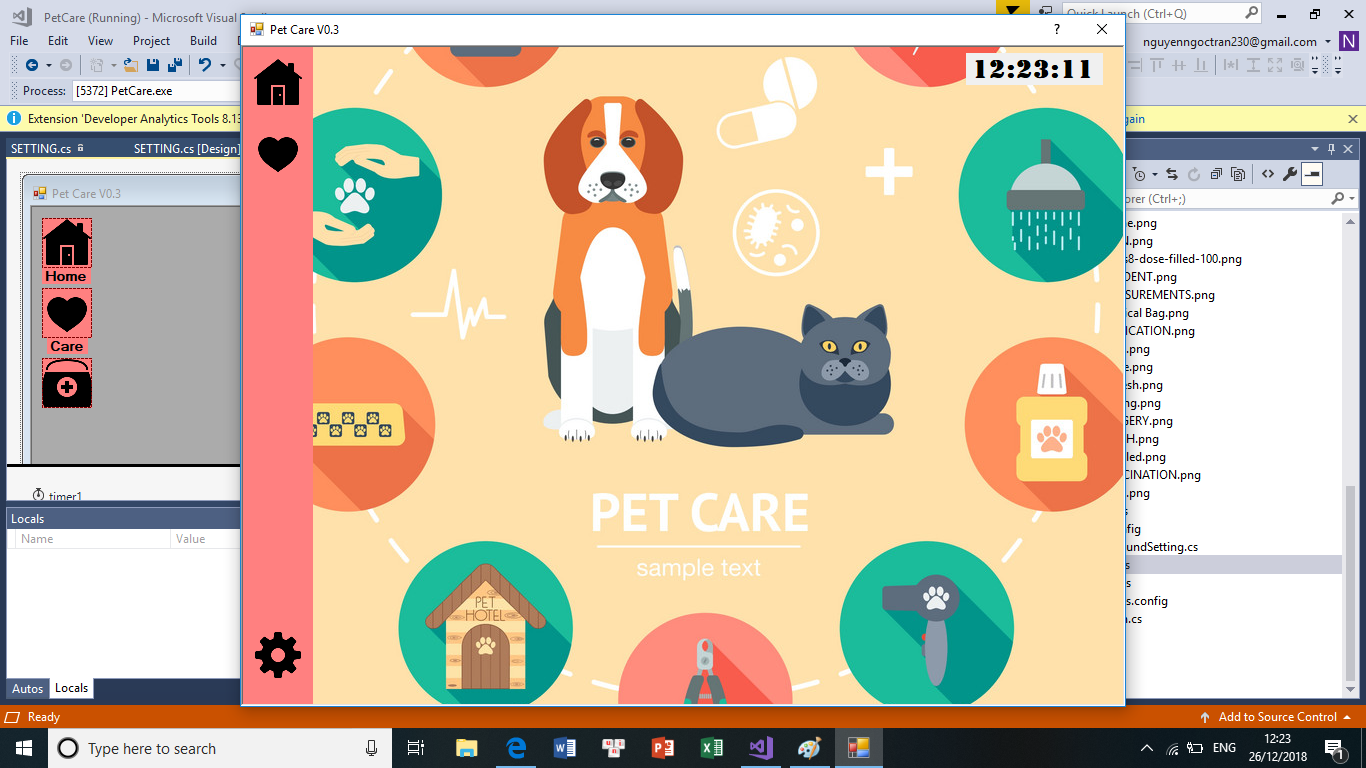 PetCare (Running) - Microsoft Visual
Quick Launch (Ctrl+Q)
Pet Care V0.3
?
File Edit View Project Build
nguyenngoctran230@gmail.com
N
Process: [5372] PetCare.exe
12:23:11
Extension 'Developer Analytics Tools 8.13
gain
SETTING.cs
SETTING.cs [Design]
Pet Care V0.3
orer (Ctrl+;)
Home
Care
e.png
N.png
s8-dose-filled-100.png
DENT.png
SUREMENTS.png
ical Bag.png
ICATION.png
.png
e.png
esh.png
ng.png
GERY.png
H.png
led.png
CINATION.png
.png
s
fig
undSetting.cs
s
s
s.config
n.cs
timer1
Locals
Name Value
PET CARE
sample text
PET
HOTEL
Autos Locals
Ready
Add to Source Control
Type here to search
ENG
12:23
26/12/2018
1